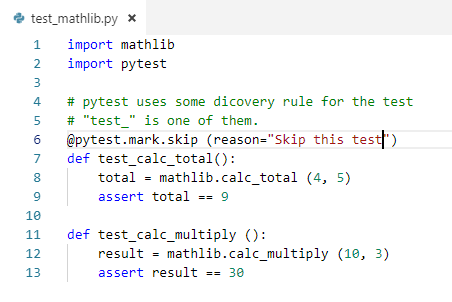 test_mathlib.py
1 import mathlib
2 import pytest
3
4 # pytest uses some dicovery rule for the test
5 # "test_" is one of them.
6 @pytest.mark.skip (reason="Skip this test")
7 def test_calc_total():
8     total = mathlib.calc_total (4, 5)
9     assert total == 9
10
11 def test_calc_multiply ():
12     result = mathlib.calc_multiply (10, 3)
13     assert result == 30